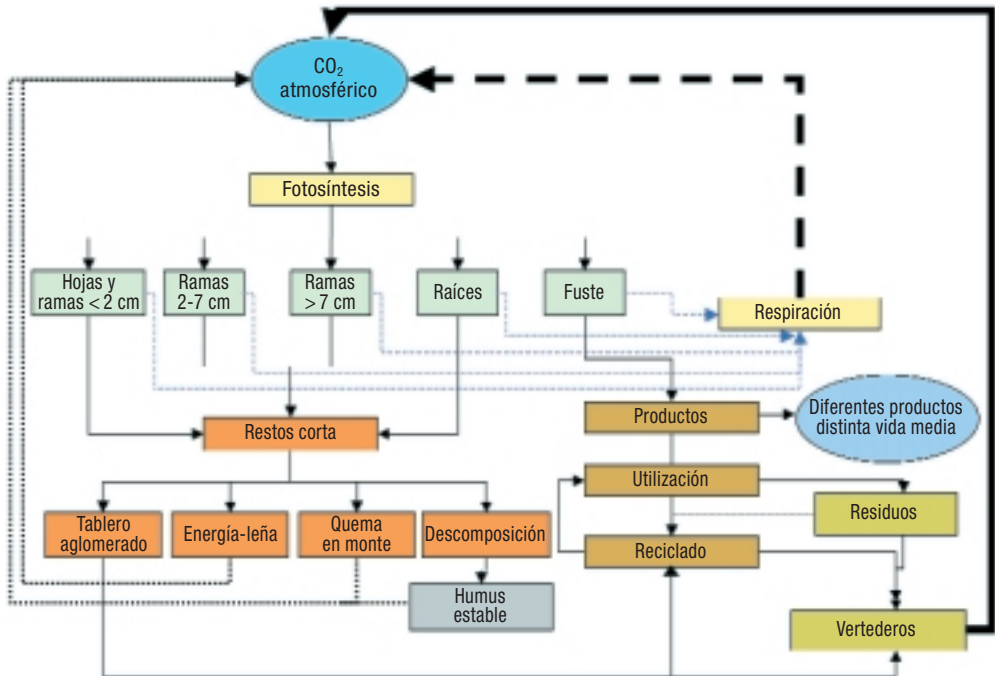 CO₂
atmosférico
Fotosíntesis
Hojas y
ramas < 2 cm
Ramas
2-7 cm
Ramas
> 7 cm
Raíces
Fuste
Respiración
Restos corta
Productos
Diferentes productos
distinta vida media
Utilización
Residuos
Tablero
aglomerado
Energía-leña
Quema
en monte
Descomposición
Reciclado
Humus
estable
Vertederos